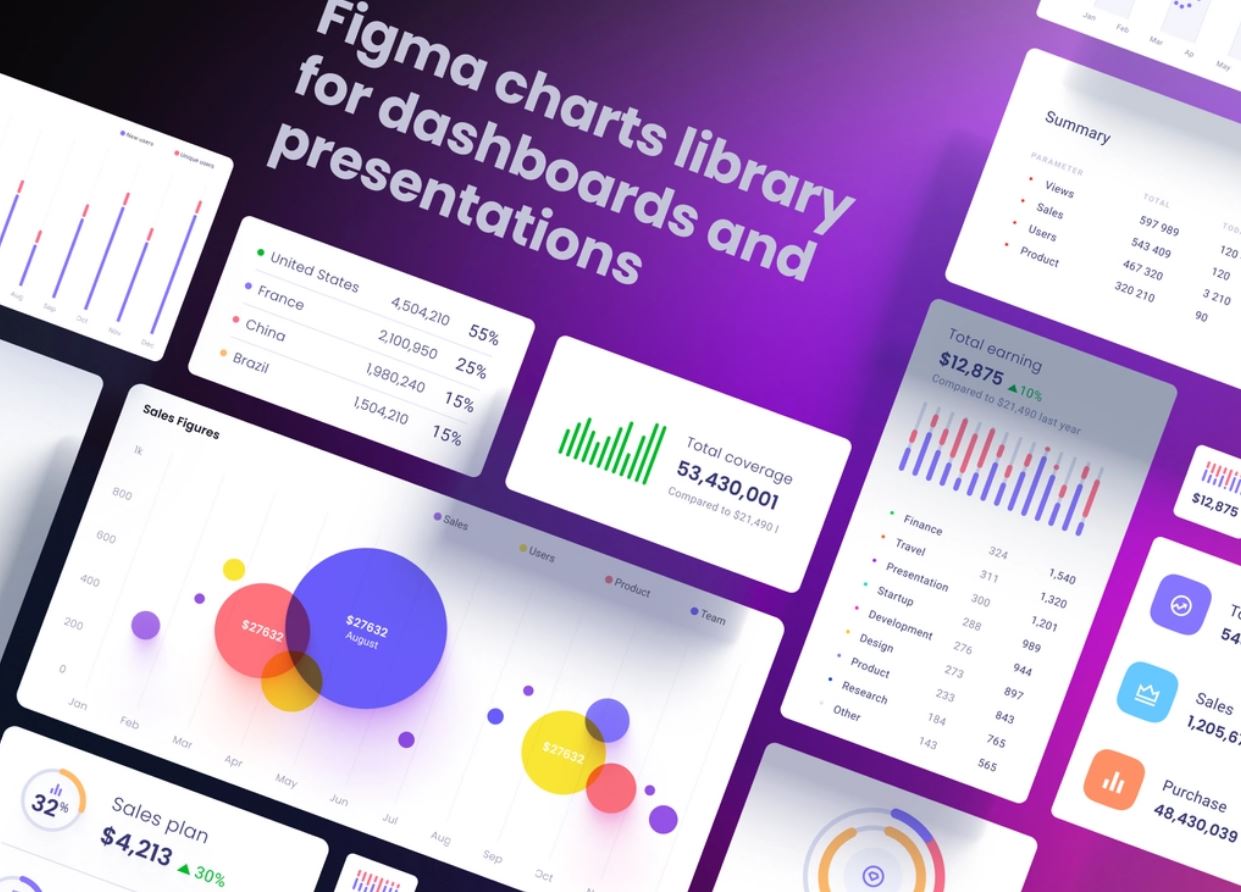 Figma charts library
for dashboards and
presentations
Jan
Feb
Mar
Ap
May
New users
Unique users
Aug
Sep
Oct
Nov
Dec
United States 4,504,210 55%
France 2,100,950 25%
China 1,980,240 15%
Brazil 1,504,210 15%
Total coverage
53,430,001
Compared to $21,490 l
Summary
PARAMETER TOTAL
Views 597 989 120
Sales 543 409 120
Users 467 320 3 210
Product 320 210 90
Total earning
$12,875 ▲10%
Compared to $21,490 last year
Finance 324 1,540
Travel 311 1,320
Presentation 300 1,201
Startup 288 989
Development 276 944
Design 273 897
Product 233 843
Research 184 765
Other 143 565
Sales Figures
Sales
Users
Product
Team
1k
800
600
400
200
0
$27632
$27632
August
$27632
Jan
Feb
Mar
Apr
May
Jun
Jul
Aug
Sep
Oct
$12,875
Sales
1,205,67
Purchase
48,430,039
32%
Sales plan
$4,213 ▲30%